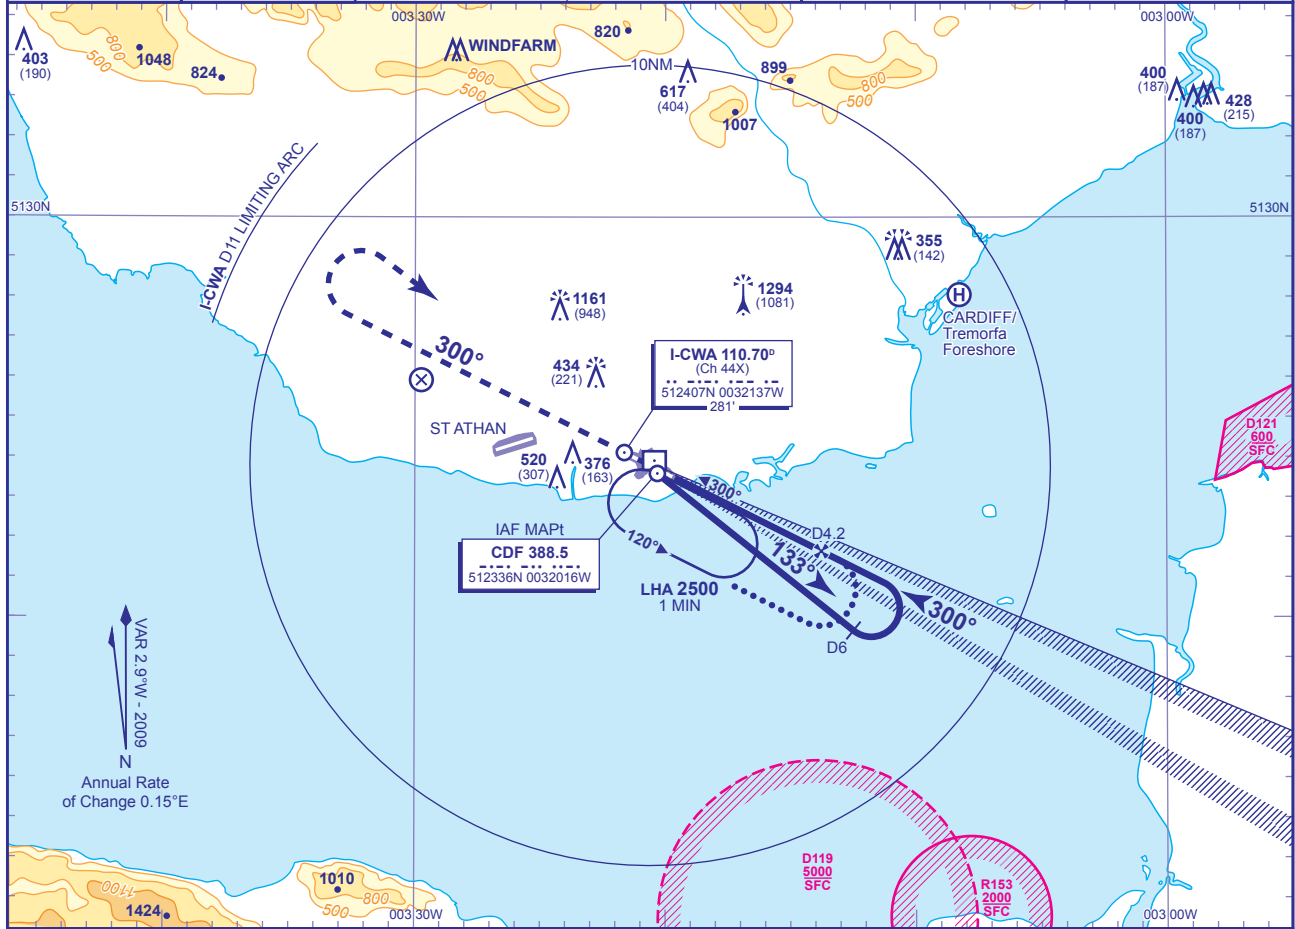 003 30W
003 00W
403
(190)
800
500
1048
824
WINDFARM
800
500
820
10NM
617
(404)
899
800
500
1007
400
(187)
400
(187)
428
(215)
5130N
5130N
I-CWA D11 LIMITING ARC
355
(142)
H
CARDIFF/
Tremorfa
Foreshore
1161
(948)
1294
(1081)
300°
434
(221)
I-CWA 110.70D
(Ch 44X)
512407N 0032137W
281'
ST ATHAN
520
(307)
376
(163)
D121
600
SFC
300°
IAF MAPt
CDF 388.5
512336N 0032016W
120°
D4.2
133°
LHA 2500
1 MIN
300°
D6
VAR 2.9°W - 2009
N
Annual Rate
of Change 0.15°E
D119
5000
SFC
R153
2000
SFC
1100
1424
1010
800
500
003 30W
003 00W